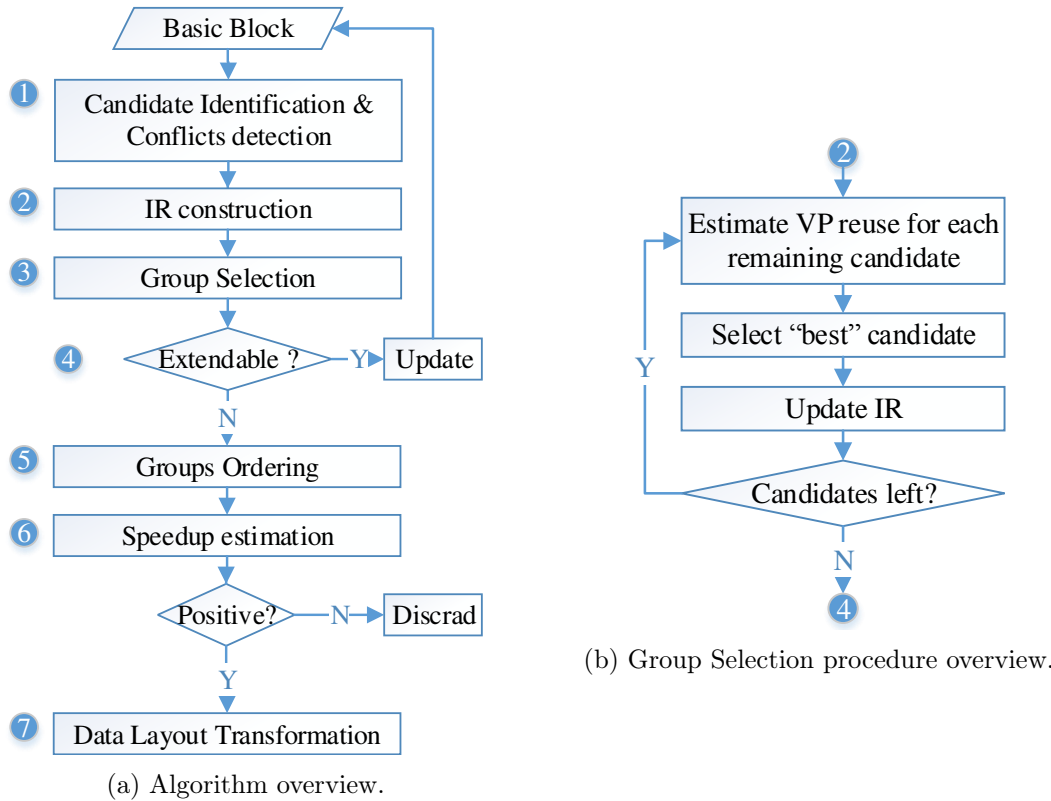 Basic Block
1
Candidate Identification &
Conflicts detection
2
IR construction
3
Group Selection
4
Extendable ?
Y
Update
N
5
Groups Ordering
6
Speedup estimation
Positive?
N
Discrad
Y
7
Data Layout Transformation
(a) Algorithm overview.
2
Estimate VP reuse for each
remaining candidate
Select “best” candidate
Y
Update IR
Candidates left?
N
4
(b) Group Selection procedure overview.